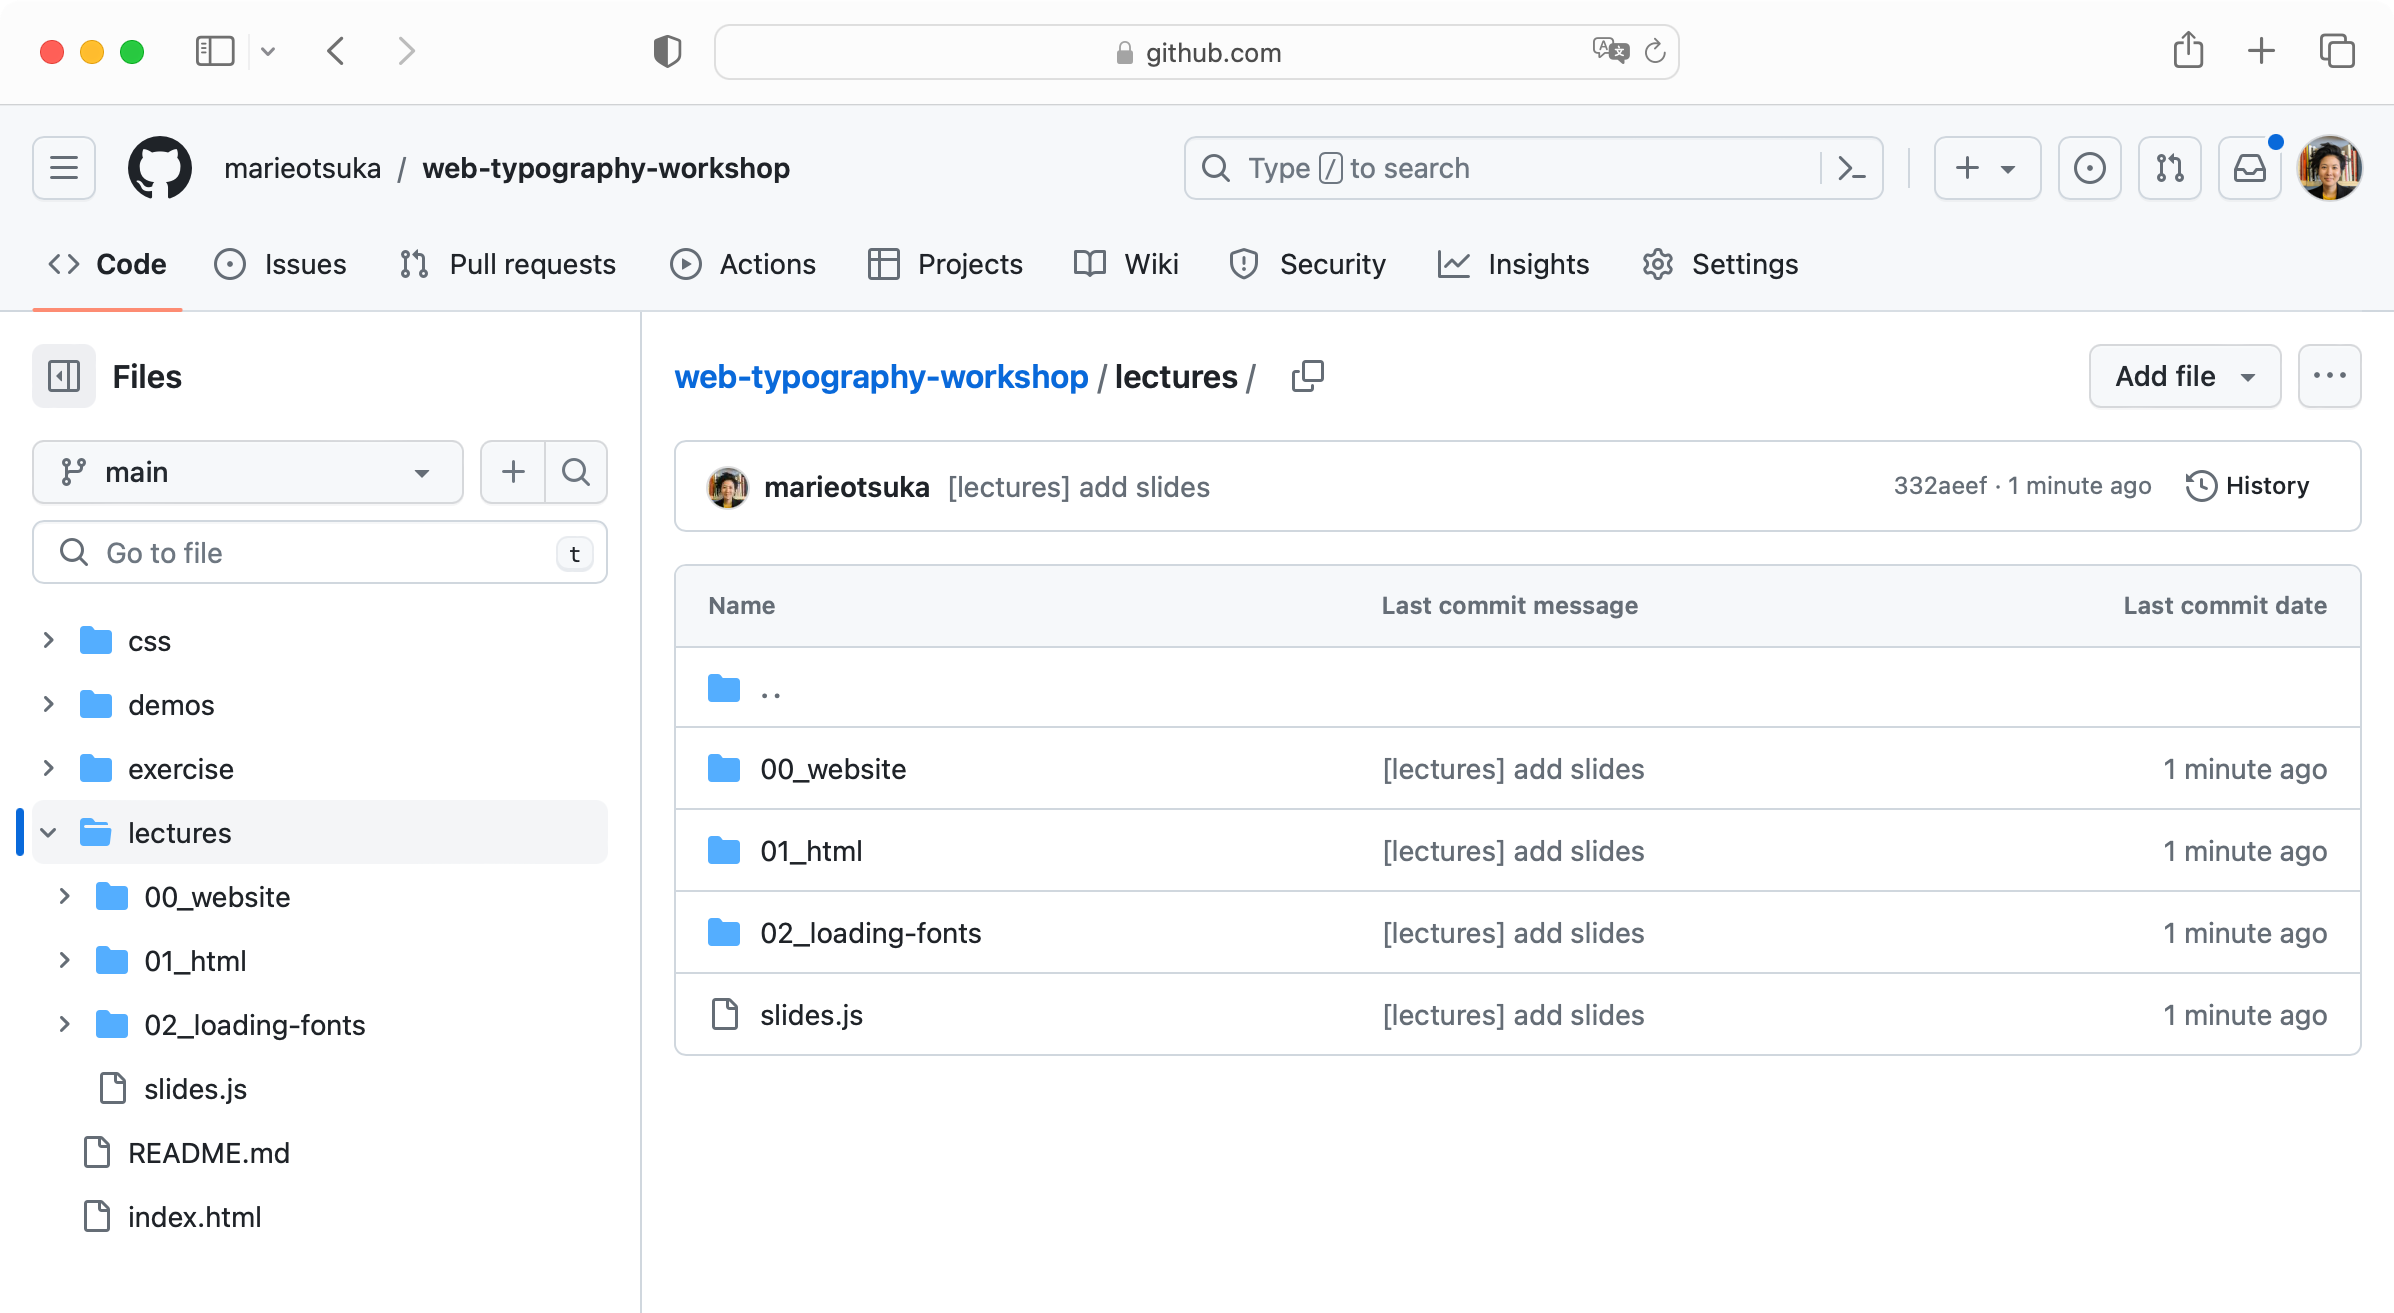 github.com
marieotsuka / web-typography-workshop
Type / to search
Code Issues Pull requests Actions Projects Wiki Security Insights Settings
Files
main
Go to file t
css
demos
exercise
lectures
00_website
01_html
02_loading-fonts
slides.js
README.md
index.html
web-typography-workshop / lectures /
Add file
marieotsuka [lectures] add slides 332aeef · 1 minute ago History
Name Last commit message Last commit date
..
00_website [lectures] add slides 1 minute ago
01_html [lectures] add slides 1 minute ago
02_loading-fonts [lectures] add slides 1 minute ago
slides.js [lectures] add slides 1 minute ago